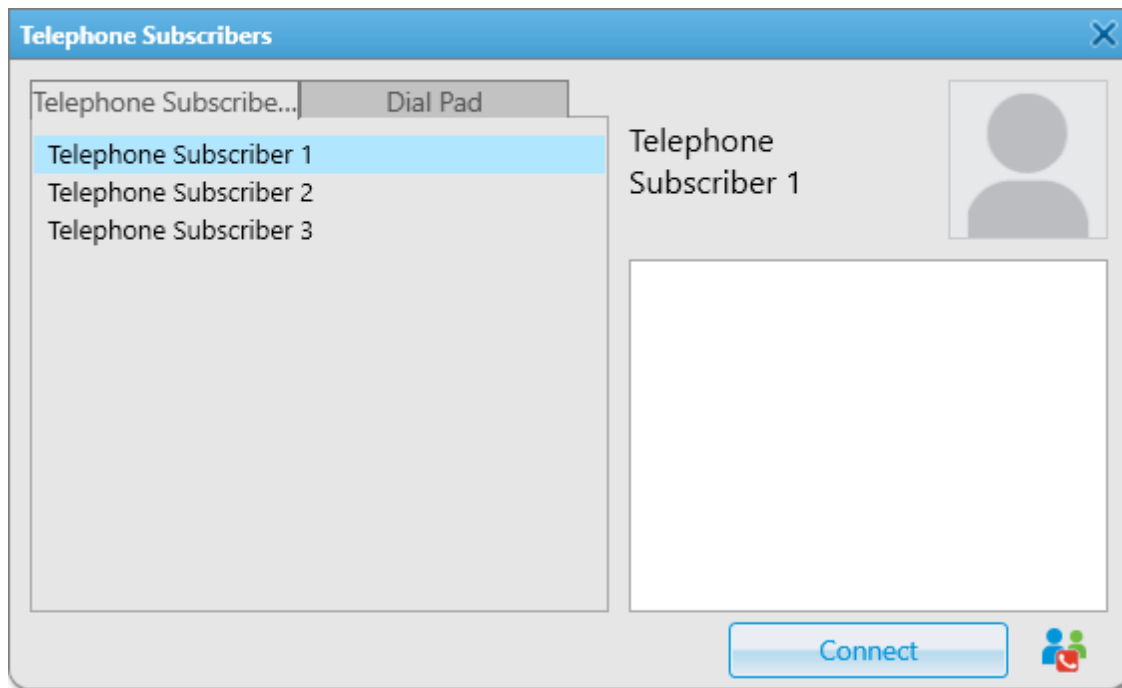 Telephone Subscribers
Telephone Subscribe...
Dial Pad
Telephone Subscriber 1
Telephone Subscriber 2
Telephone Subscriber 3
Telephone
Subscriber 1
Connect